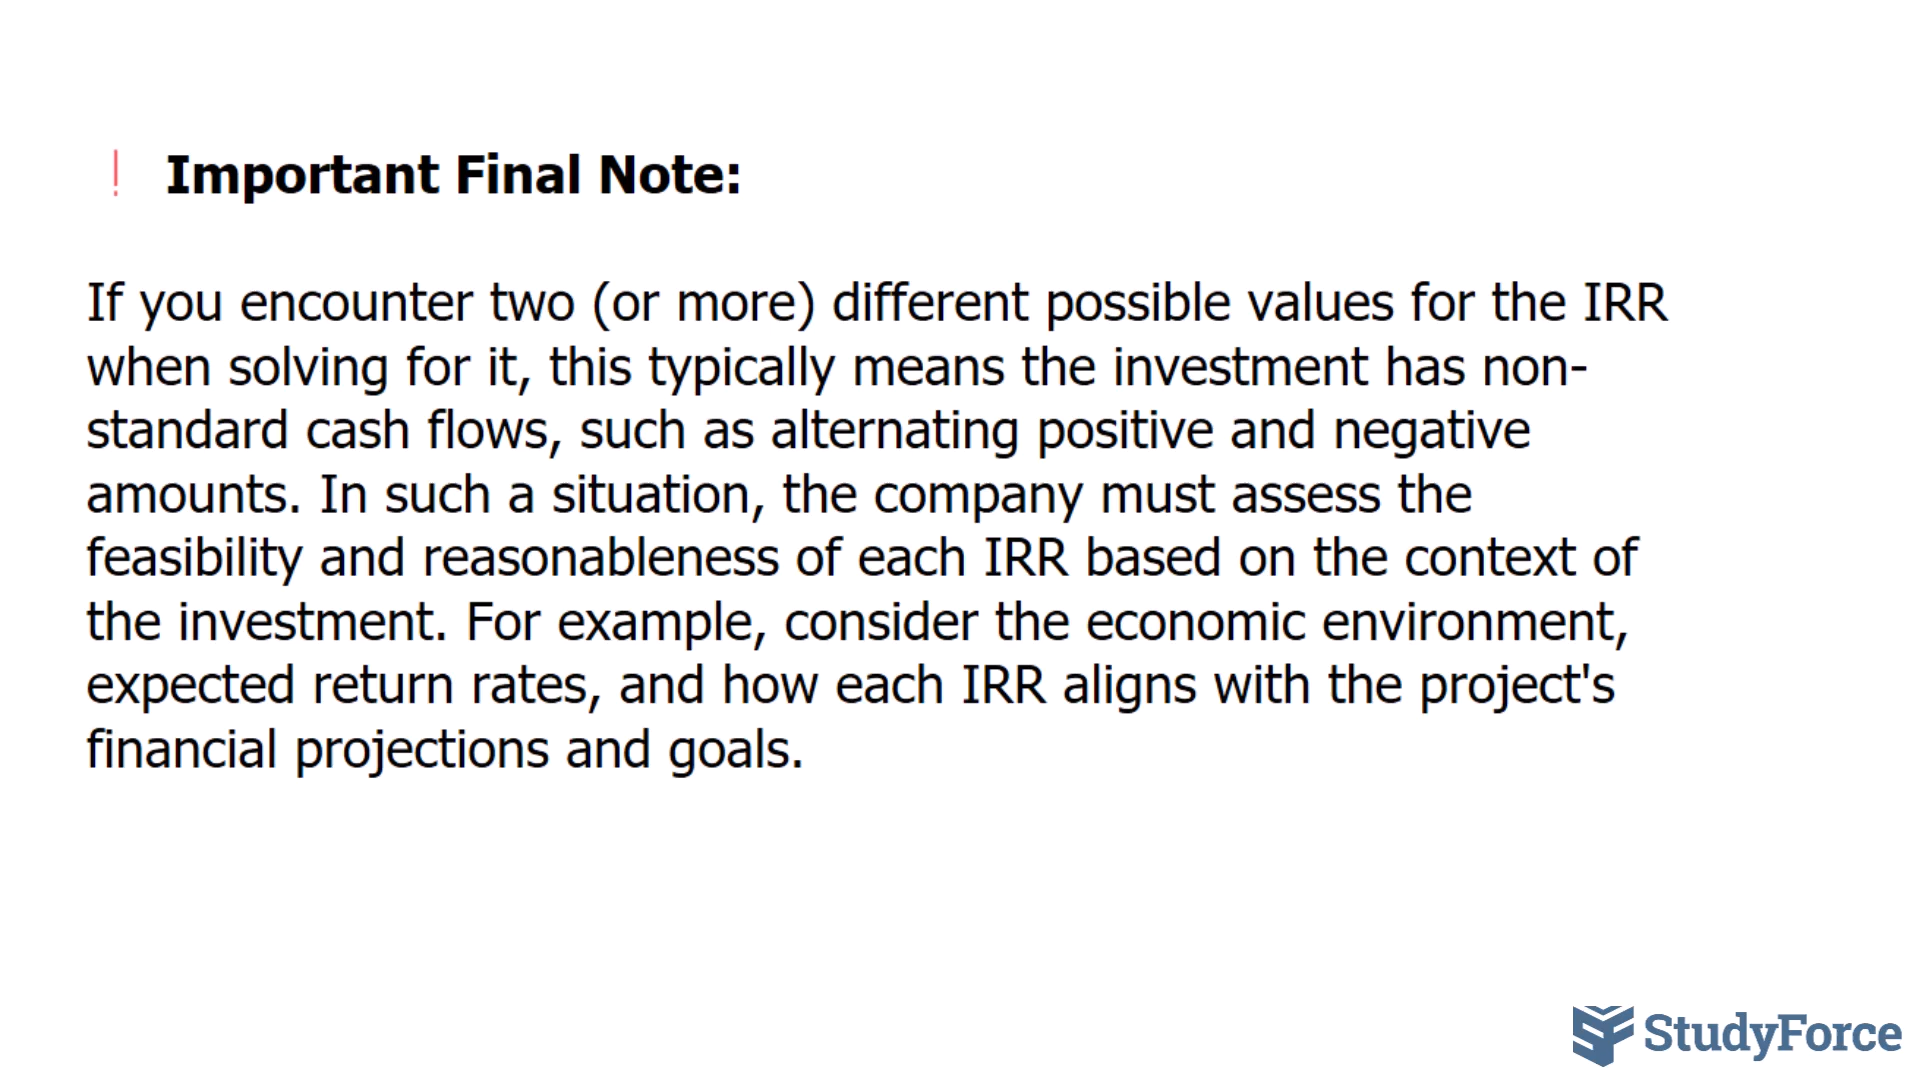 ! Important Final Note:
If you encounter two (or more) different possible values for the IRR
when solving for it, this typically means the investment has non-
standard cash flows, such as alternating positive and negative
amounts. In such a situation, the company must assess the
feasibility and reasonableness of each IRR based on the context of
the investment. For example, consider the economic environment,
expected return rates, and how each IRR aligns with the project's
financial projections and goals.
StudyForce